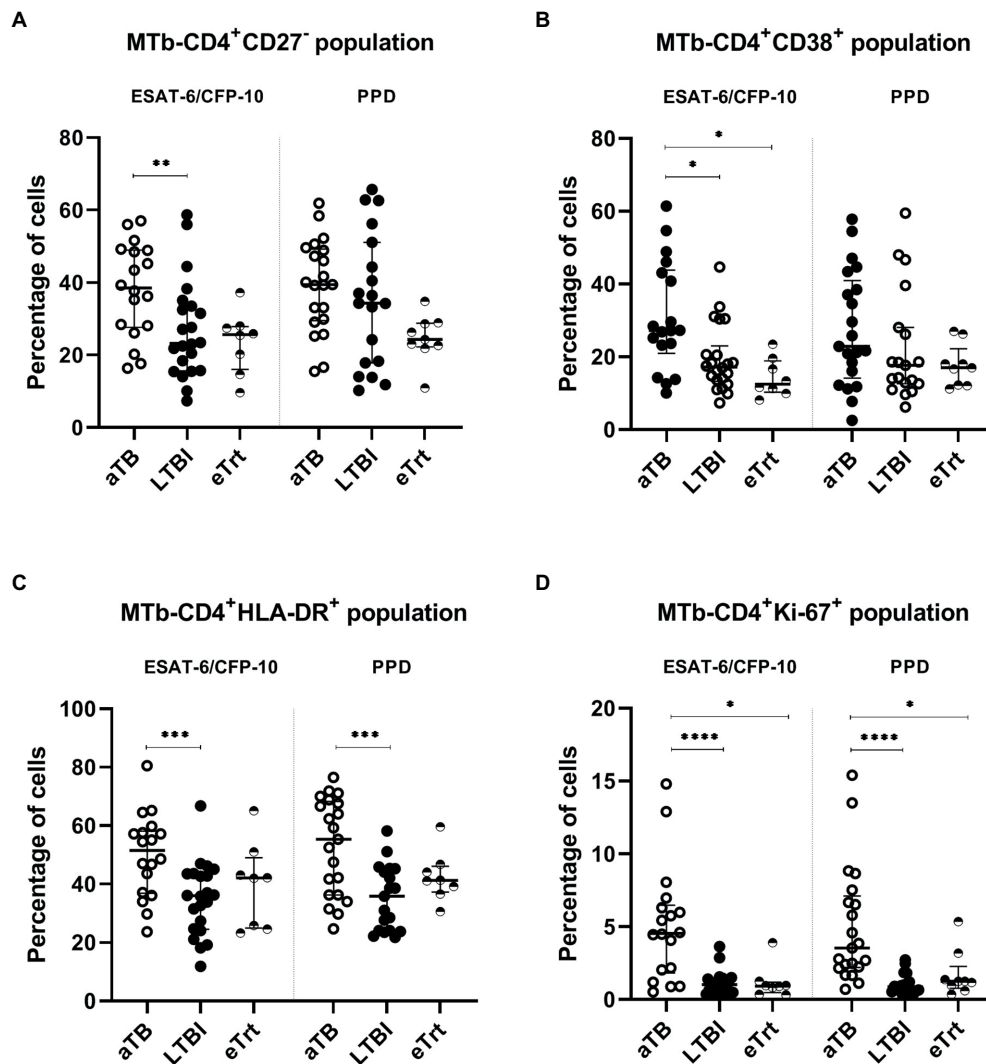 A
MTb-CD4⁺CD27⁻ population
ESAT-6/CFP-10 PPD
Percentage of cells
80
60
40
20
0
**
aTB LTBI eTrt aTB LTBI eTrt
B
MTb-CD4⁺CD38⁺ population
ESAT-6/CFP-10 PPD
Percentage of cells
80
60
40
20
0
*
*
aTB LTBI eTrt aTB LTBI eTrt
C
MTb-CD4⁺HLA-DR⁺ population
ESAT-6/CFP-10 PPD
Percentage of cells
100
80
60
40
20
0
*** ***
aTB LTBI eTrt aTB LTBI eTrt
D
MTb-CD4⁺Ki-67⁺ population
ESAT-6/CFP-10 PPD
Percentage of cells
20
15
10
5
0
* *
**** ****
aTB LTBI eTrt aTB LTBI eTrt